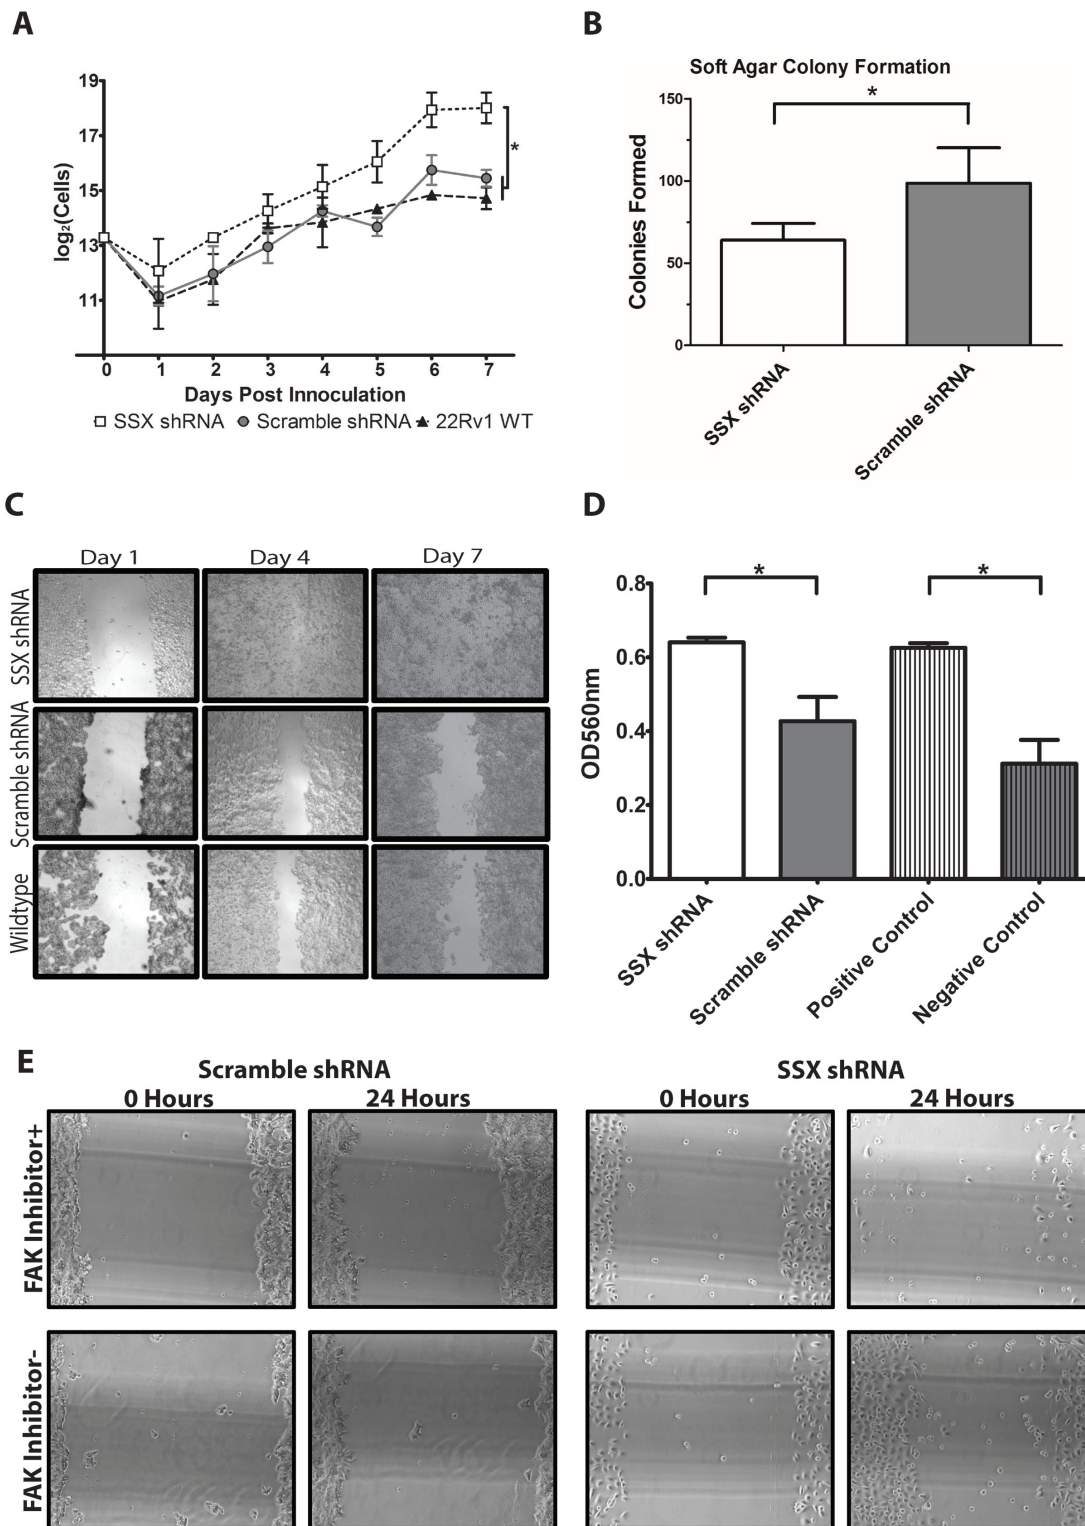 A
19
17
15
13
11
log₂(Cells)
*
0 1 2 3 4 5 6 7
Days Post Innoculation
SSX shRNA Scramble shRNA 22Rv1 WT
B
Soft Agar Colony Formation
*
150
100
50
0
Colonies Formed
SSX shRNA
Scramble shRNA
C
Day 1 Day 4 Day 7
SSX shRNA
Scramble shRNA
Wildtype
D
0.8
0.6
0.4
0.2
0.0
OD560nm
* *
SSX shRNA
Scramble shRNA
Positive Control
Negative Control
E
Scramble shRNA SSX shRNA
0 Hours 24 Hours 0 Hours 24 Hours
FAK Inhibitor+
FAK Inhibitor-